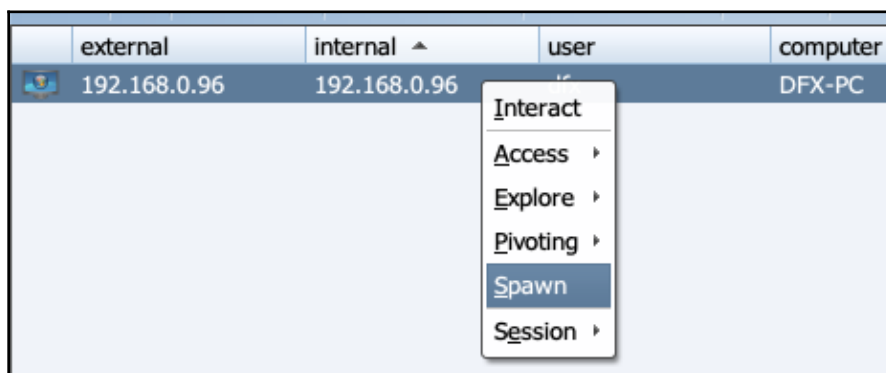 external internal user computer
192.168.0.96 192.168.0.96 dfx DFX-PC
Interact
Access
Explore
Pivoting
Spawn
Session